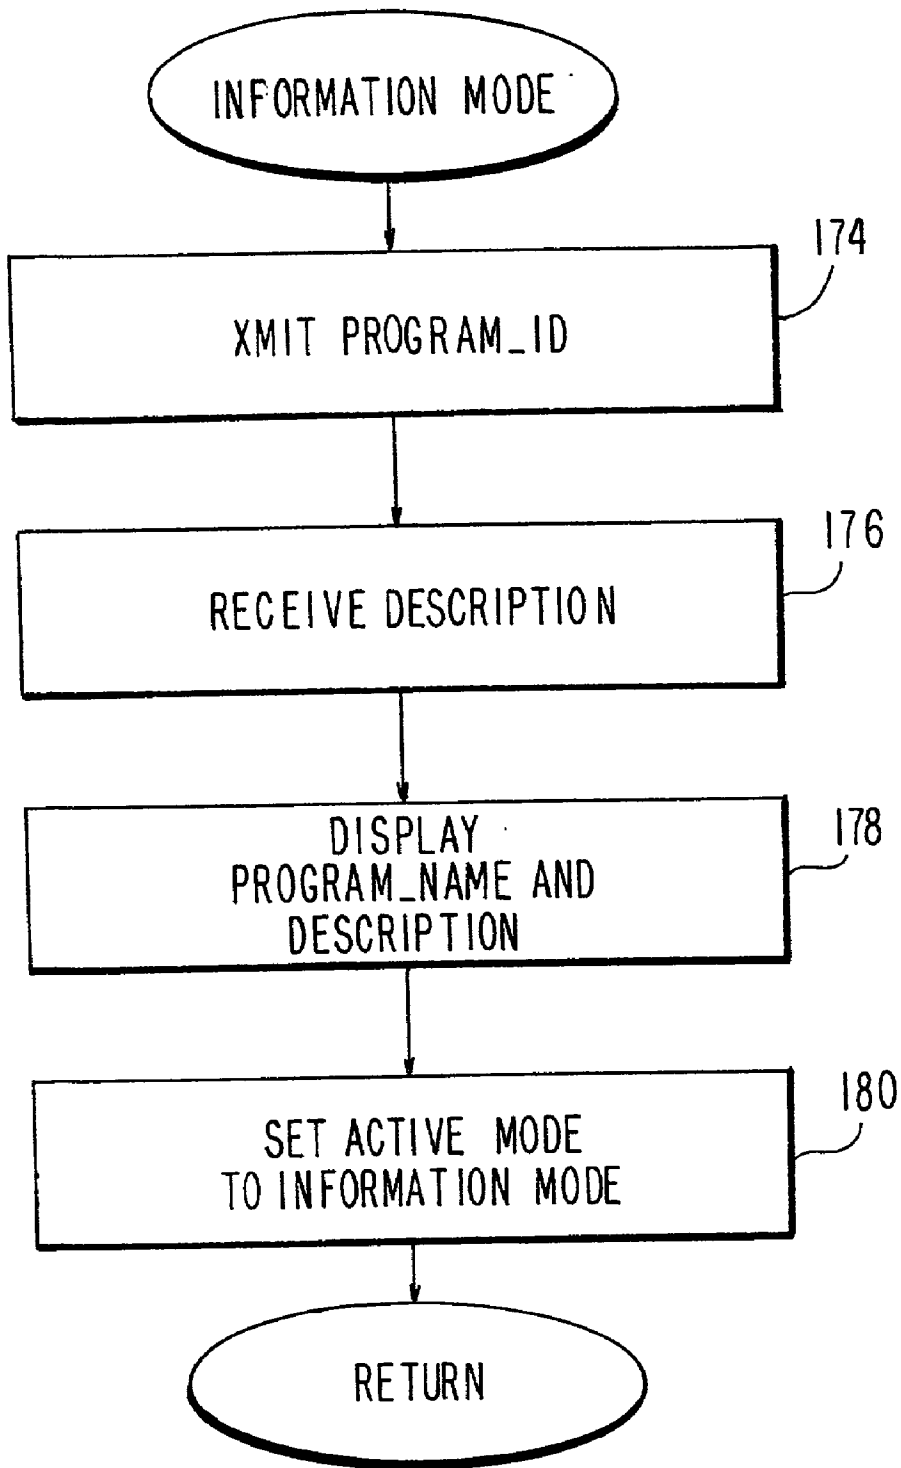 INFORMATION MODE
174
XMIT PROGRAM_ID
176
RECEIVE DESCRIPTION
178
DISPLAY
PROGRAM_NAME AND
DESCRIPTION
180
SET ACTIVE MODE
TO INFORMATION MODE
RETURN